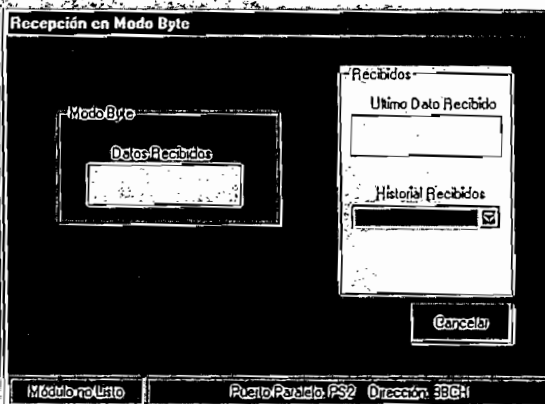 Recepción en Modo Byte
Modo Byte
Datos Recibidos
Recibidos
Ultimo Dato Recibido
Historial Recibidos
Cancelar
Módulo no Listo
Puerto Paralelo: PS2 Dirección: 3BCH